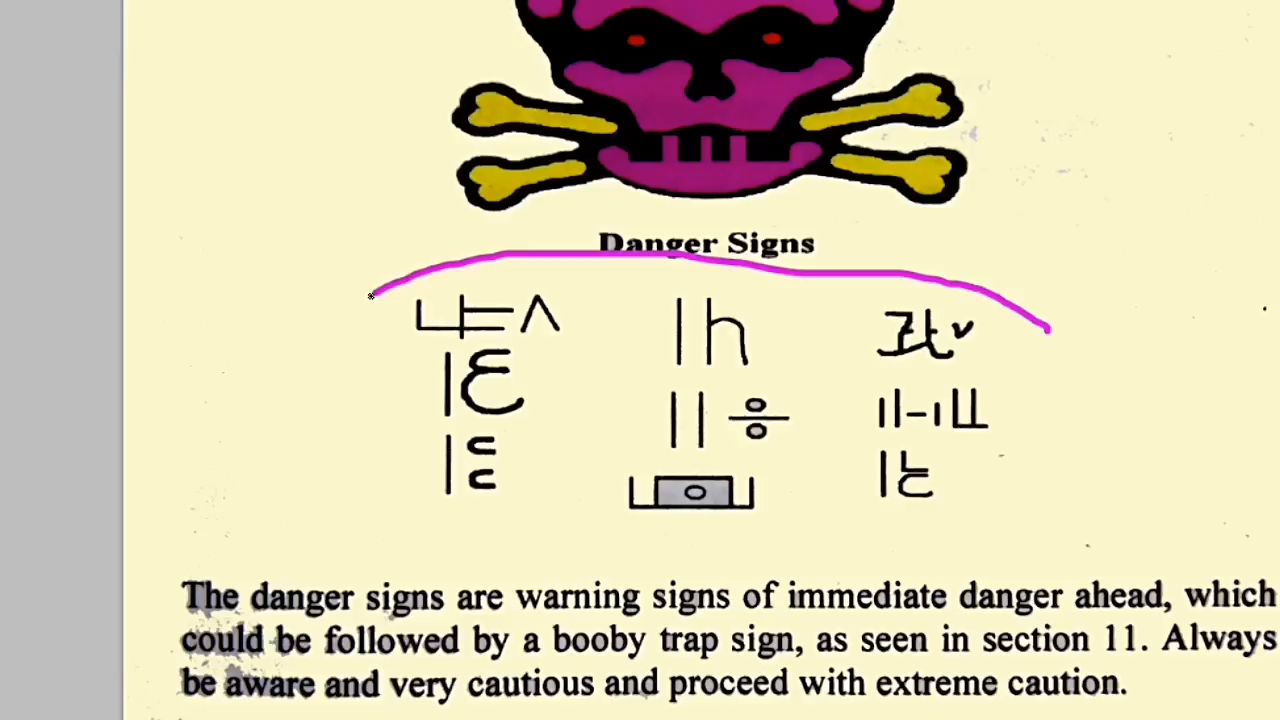 Danger Signs
The danger signs are warning signs of immediate danger ahead, which
could be followed by a booby trap sign, as seen in section 11. Always
be aware and very cautious and proceed with extreme caution.